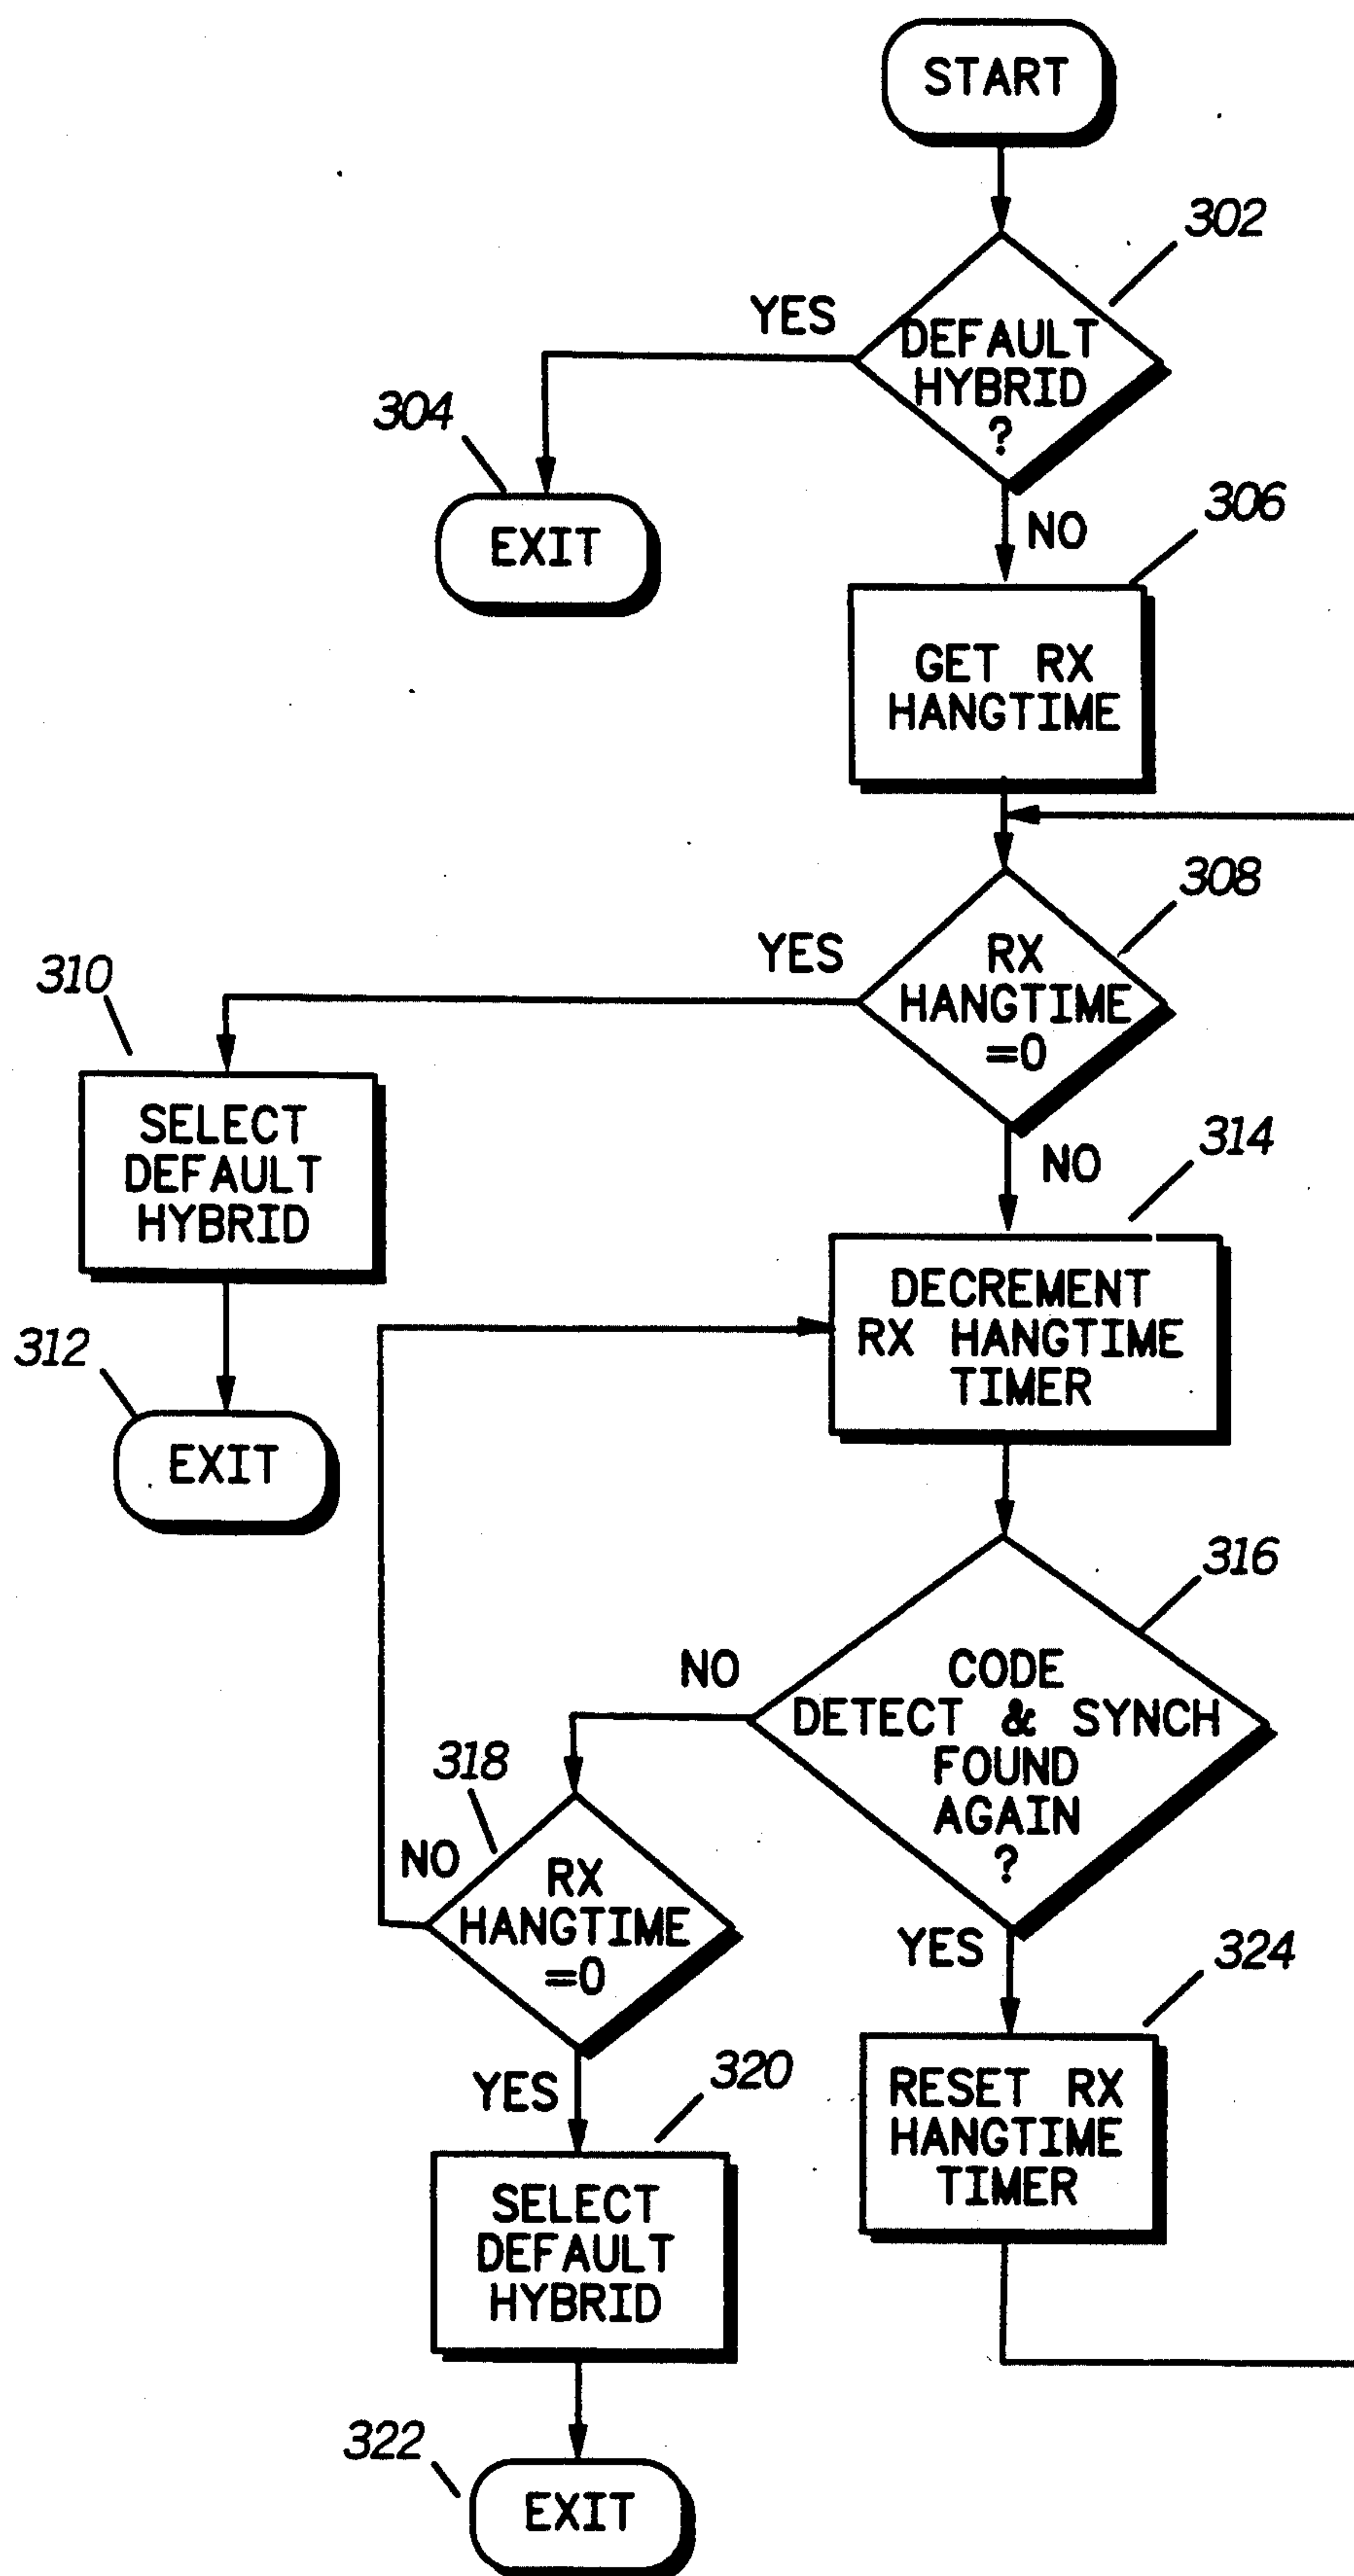 START
302
YES
DEFAULT
HYBRID
?
304
EXIT
NO
306
GET RX
HANGTIME
308
YES
RX
HANGTIME
=0
310
SELECT
DEFAULT
HYBRID
NO
314
DECREMENT
RX HANGTIME
TIMER
312
EXIT
316
NO
CODE
DETECT & SYNCH
FOUND
AGAIN
?
318
NO
RX
HANGTIME
=0
YES
324
YES
320
RESET RX
HANGTIME
TIMER
SELECT
DEFAULT
HYBRID
322
EXIT